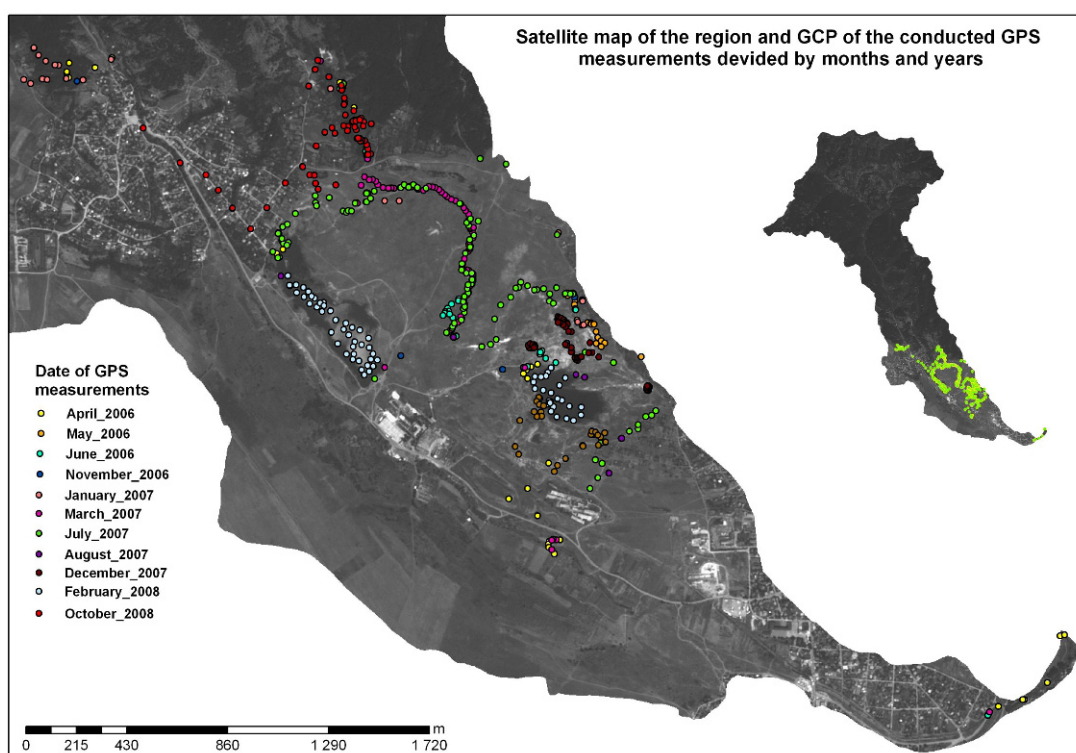 Satellite map of the region and GCP of the conducted GPS
measurements devided by months and years
Date of GPS
measurements
April_2006
May_2006
June_2006
November_2006
January_2007
March_2007
July_2007
August_2007
December_2007
February_2008
October_2008
m
0 215 430 860 1 290 1 720